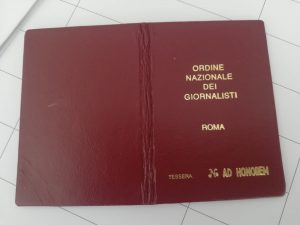 ORDINE
NAZIONALE
DEI
GIORNALISTI
ROMA
TESSERA AD HONOREM